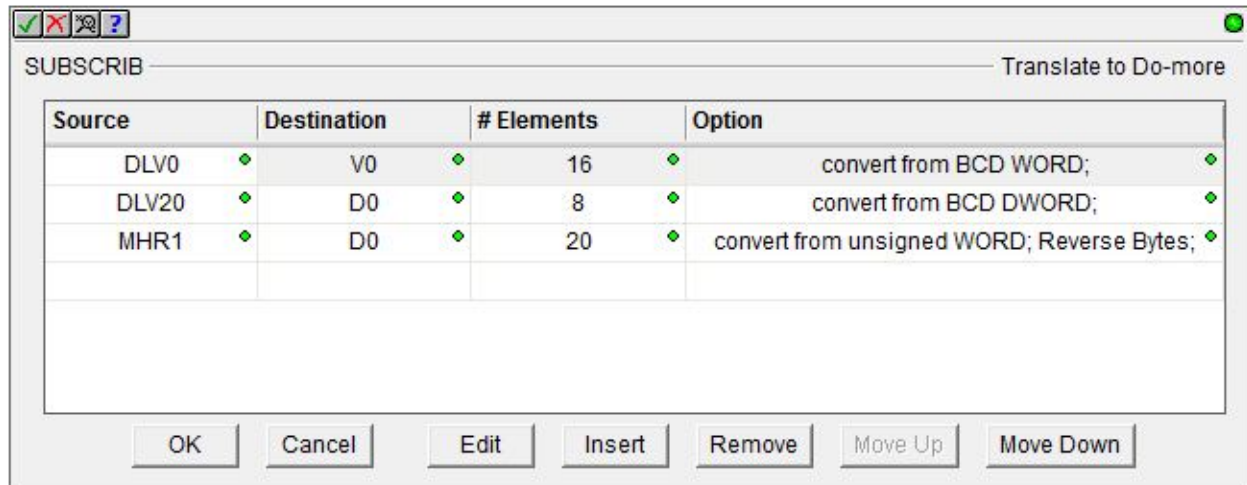 ?
SUBSCRIB Translate to Do-more
Source Destination # Elements Option
DLV0 V0 16 convert from BCD WORD;
DLV20 D0 8 convert from BCD DWORD;
MHR1 D0 20 convert from unsigned WORD; Reverse Bytes;
OK Cancel Edit Insert Remove Move Up Move Down